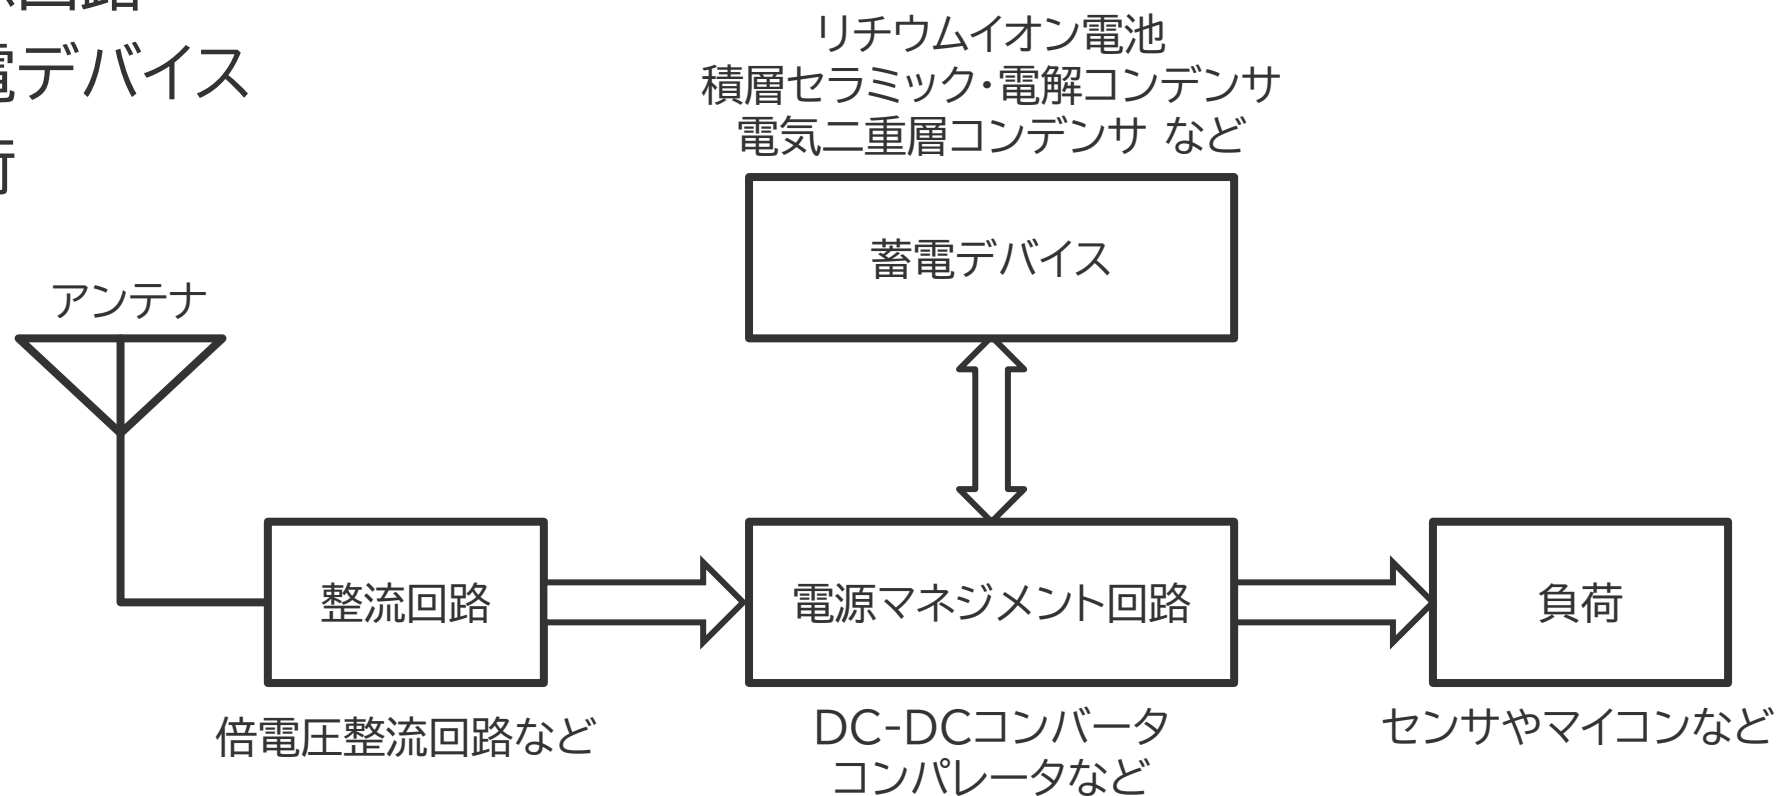 電デバイス
リチウムイオン電池
積層セラミック・電解コンデンサ
電気二重層コンデンサ など
蓄電デバイス
アンテナ
整流回路
電源マネジメント回路
負荷
倍電圧整流回路など
DC-DCコンバータ
コンパレータなど
センサやマイコンなど